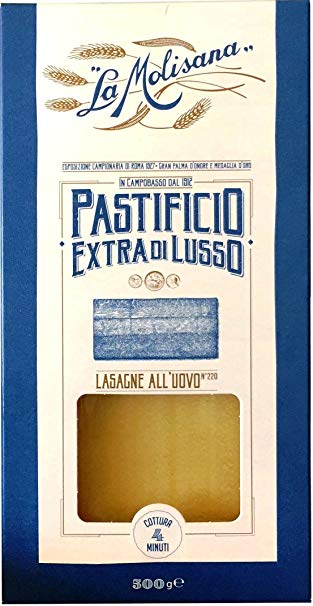 "La Molisana"
ESPOSIZIONE CAMPIONARIA DI ROMA 1927 • GRAN PALMA D'ONORE E MEDAGLIA D'ORO
IN CAMPOBASSO DAL 1912
PASTIFICIO
EXTRA DI LUSSO
LASAGNE ALL'UOVO N°220
COTTURA
4
MINUTI
500g℮